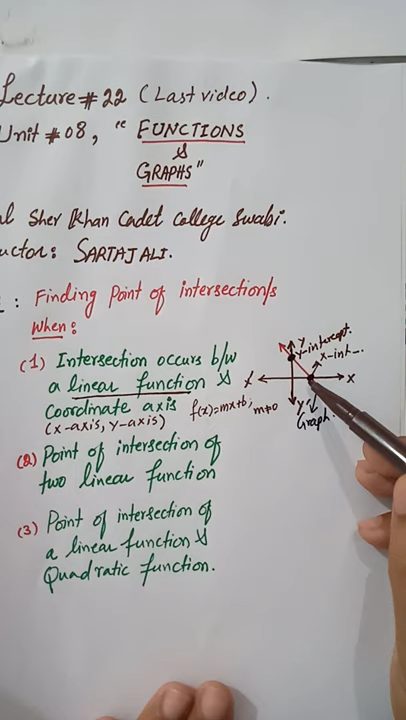 Lecture # 22 (Last video).
Unit # 08, " FUNCTIONS
&
GRAPHS"
Sher Khan Cadet College Swabi.
SARTAJ ALI.
: Finding Point of intersection/s
When:
(1) Intersection occurs b/w
a linear function &
Coordinate axis
(x-axis, y-axis)
f(x)=mx+b, m≠0
(2) Point of intersection of
two linear function
(3) Point of intersection of
a linear function &
Quadratic function.
Y
Y-intercept.
X-int-.
X'
X
Y'
Graph.